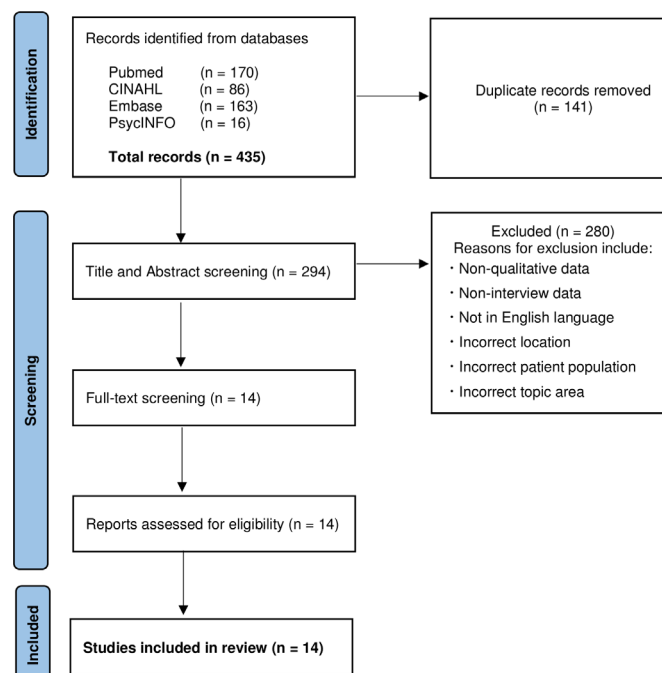 Identification
Records identified from databases
Pubmed (n = 170)
CINAHL (n = 86)
Embase (n = 163)
PsycINFO (n = 16)
Total records (n = 435)
Duplicate records removed
(n = 141)
Screening
Title and Abstract screening (n = 294)
Excluded (n = 280)
Reasons for exclusion include:
· Non-qualitative data
· Non-interview data
· Not in English language
· Incorrect location
· Incorrect patient population
· Incorrect topic area
Full-text screening (n = 14)
Reports assessed for eligibility (n = 14)
Included
Studies included in review (n = 14)